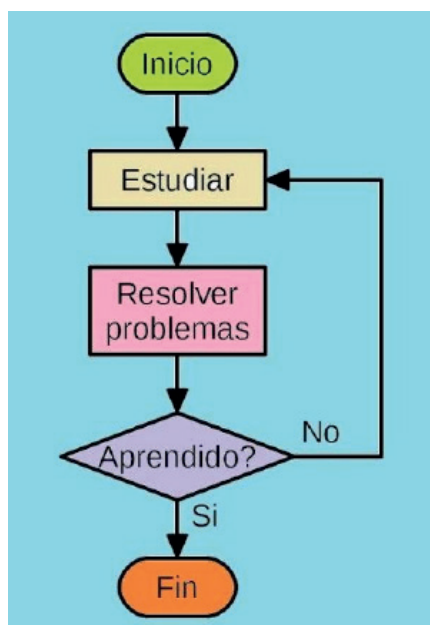 Inicio
Estudiar
Resolver
problemas
Aprendido?
No
Si
Fin